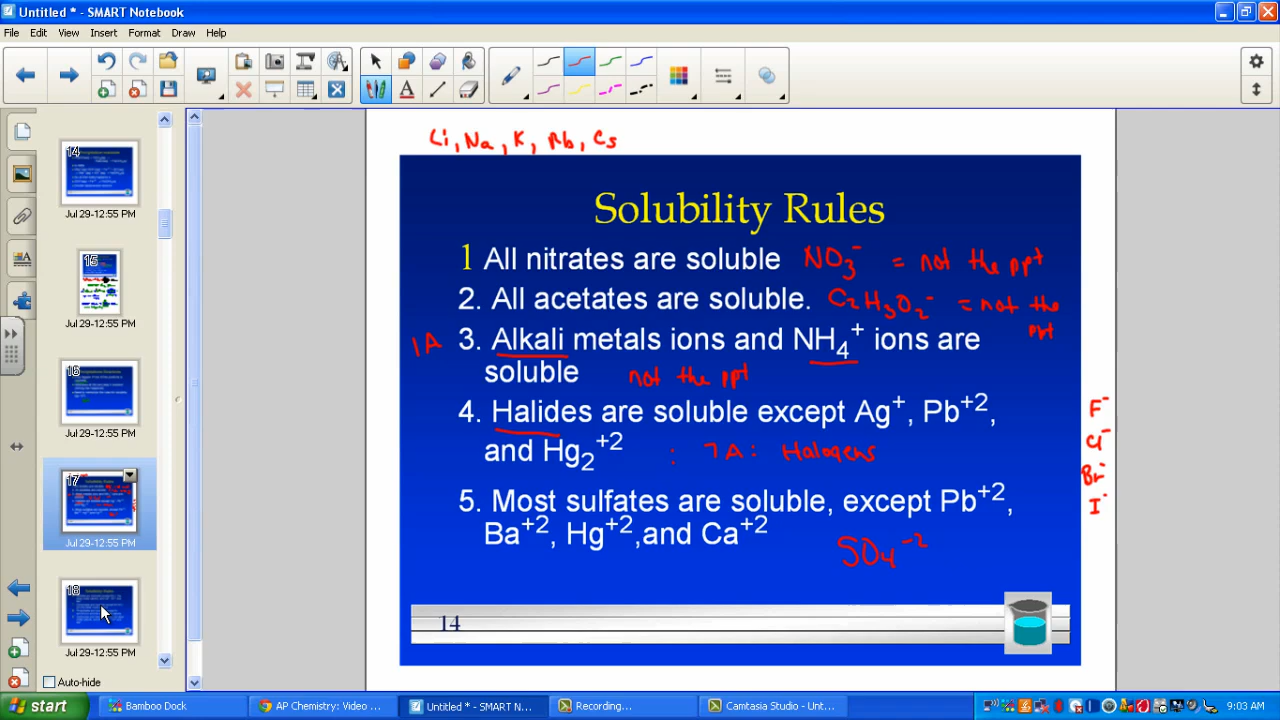 Untitled * - SMART Notebook
File Edit View Insert Format Draw Help
14
Jul 29-12:55 PM
15
Jul 29-12:55 PM
16
Jul 29-12:55 PM
17
Jul 29-12:55 PM
18
Jul 29-12:55 PM
Auto-hide
Li, Na, K, Rb, Cs
Solubility Rules
1 All nitrates are soluble NO₃⁻ = not the ppt
2. All acetates are soluble. C₂H₃O₂⁻ = not the
ppt
1A 3. Alkali metals ions and NH₄⁺ ions are
soluble not the ppt
4. Halides are soluble except Ag⁺, Pb⁺², 
and Hg₂⁺² : 7A: Halogens
F⁻
Cl⁻
Br⁻
I⁻
5. Most sulfates are soluble, except Pb⁺²,
Ba⁺², Hg⁺²,and Ca⁺²
SO₄⁻²
14
start Bamboo Dock AP Chemistry: Video ... Untitled * - SMART N... Recording... Camtasia Studio - Unt... 9:03 AM